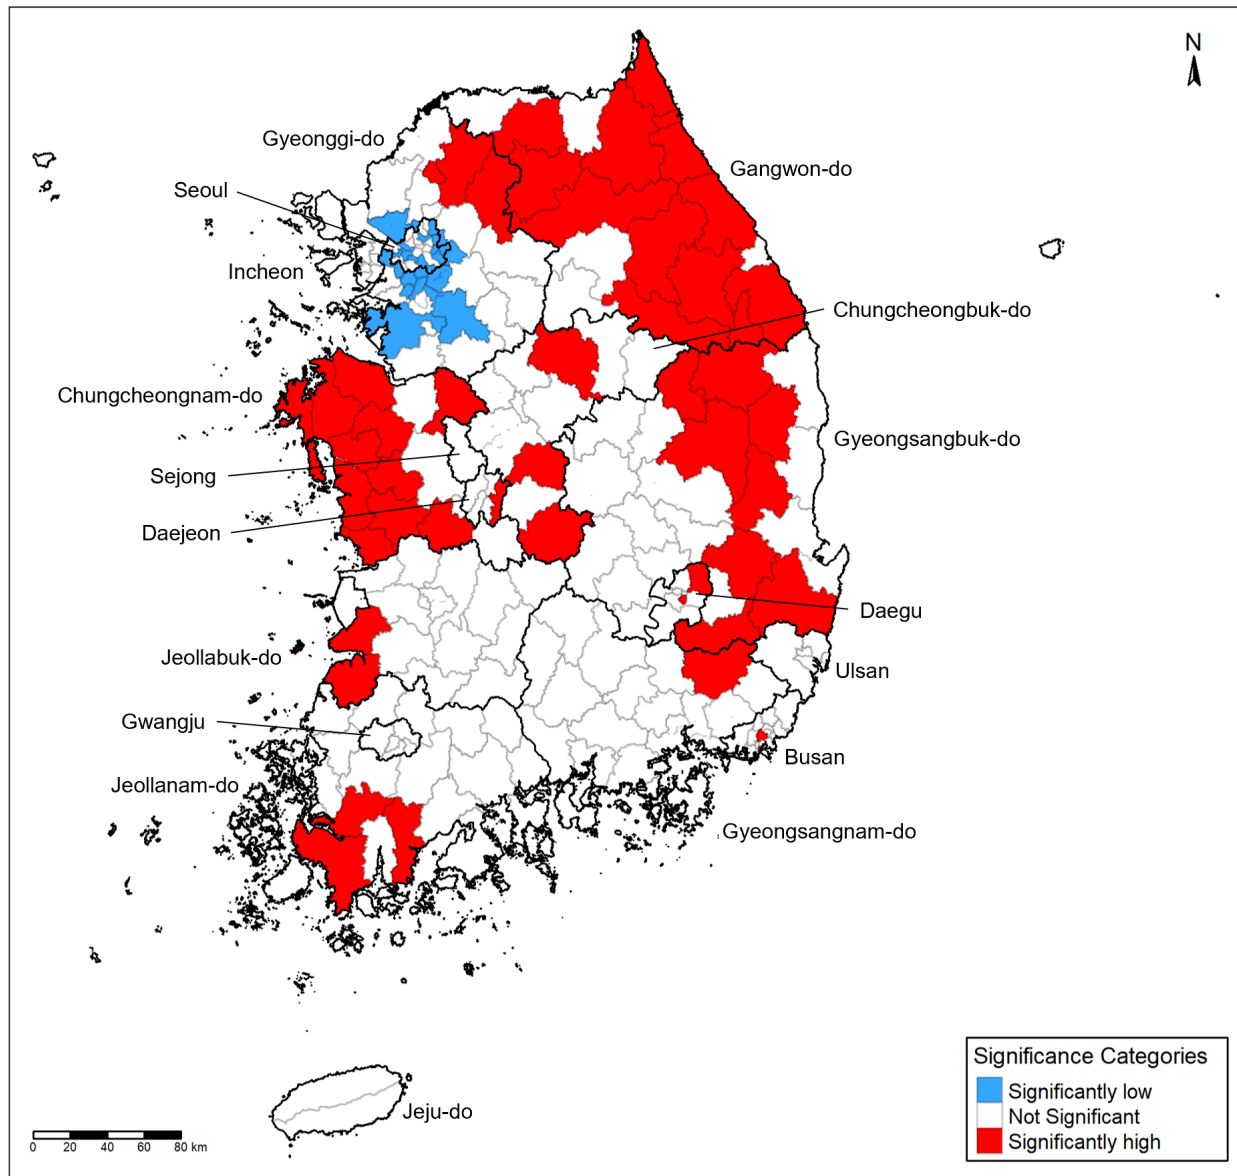 N
Gyeonggi-do
Gangwon-do
Seoul
Incheon
Chungcheongbuk-do
Chungcheongnam-do
Gyeongsangbuk-do
Sejong
Daejeon
Daegu
Jeollabuk-do
Ulsan
Gwangju
Busan
Jeollanam-do
Gyeongsangnam-do
Significance Categories
Significantly low
Not Significant
Significantly high
Jeju-do
0 20 40 60 80 km